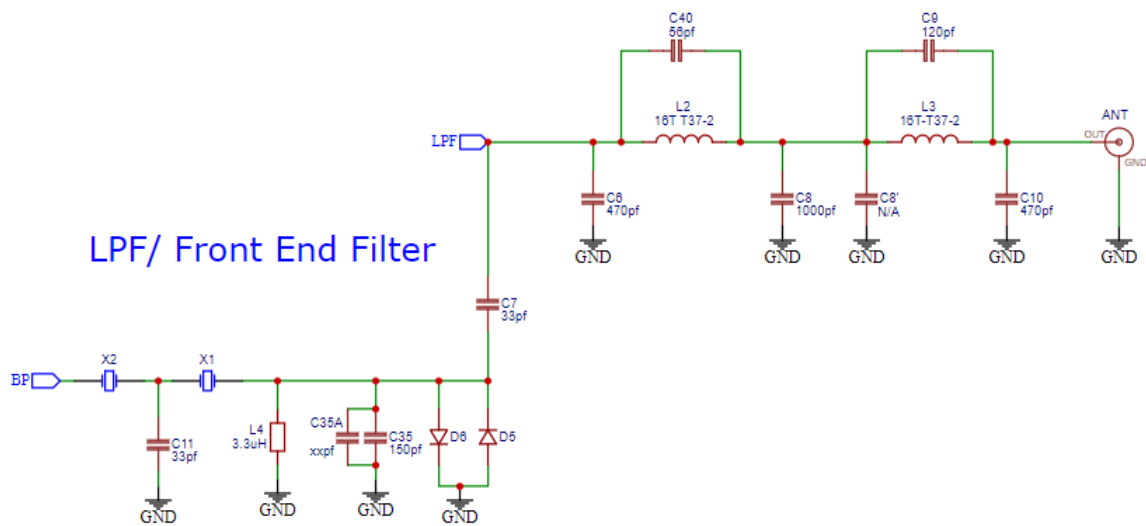 C40
56pf
C9
120pf
L2
16T T37-2
L3
16T-T37-2
ANT
LPF
OUT
GND
C6
470pf
C8
1000pf
C8'
N/A
C10
470pf
GND
GND
GND
GND
GND
LPF/ Front End Filter
C7
33pf
BP
X2
X1
C11
33pf
L4
3.3uH
C35A
xxpf
C35
150pf
D6
D5
GND
GND
GND
GND